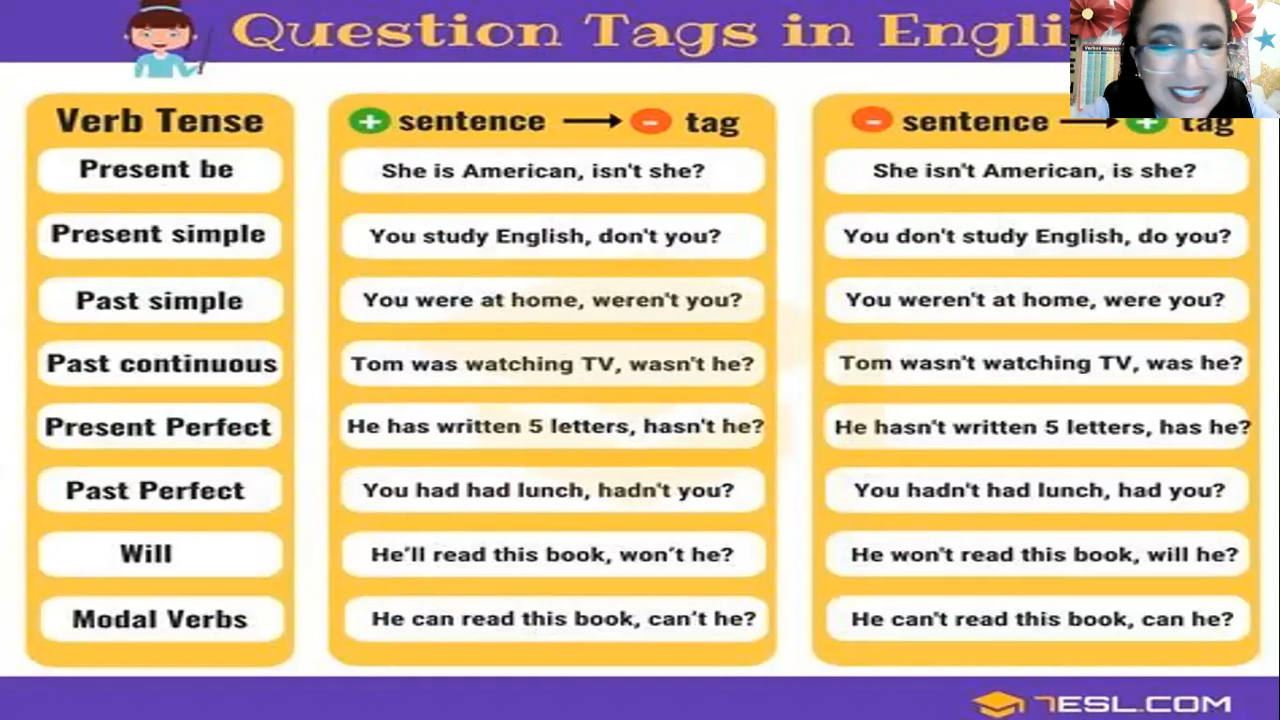 Question Tags in Engli
Verb Tense
+ sentence → - tag
- sentence → + tag
Present be
She is American, isn't she?
She isn't American, is she?
Present simple
You study English, don't you?
You don't study English, do you?
Past simple
You were at home, weren't you?
You weren't at home, were you?
Past continuous
Tom was watching TV, wasn't he?
Tom wasn't watching TV, was he?
Present Perfect
He has written 5 letters, hasn't he?
He hasn't written 5 letters, has he?
Past Perfect
You had had lunch, hadn't you?
You hadn't had lunch, had you?
Will
He'll read this book, won't he?
He won't read this book, will he?
Modal Verbs
He can read this book, can't he?
He can't read this book, can he?
7ESL.COM